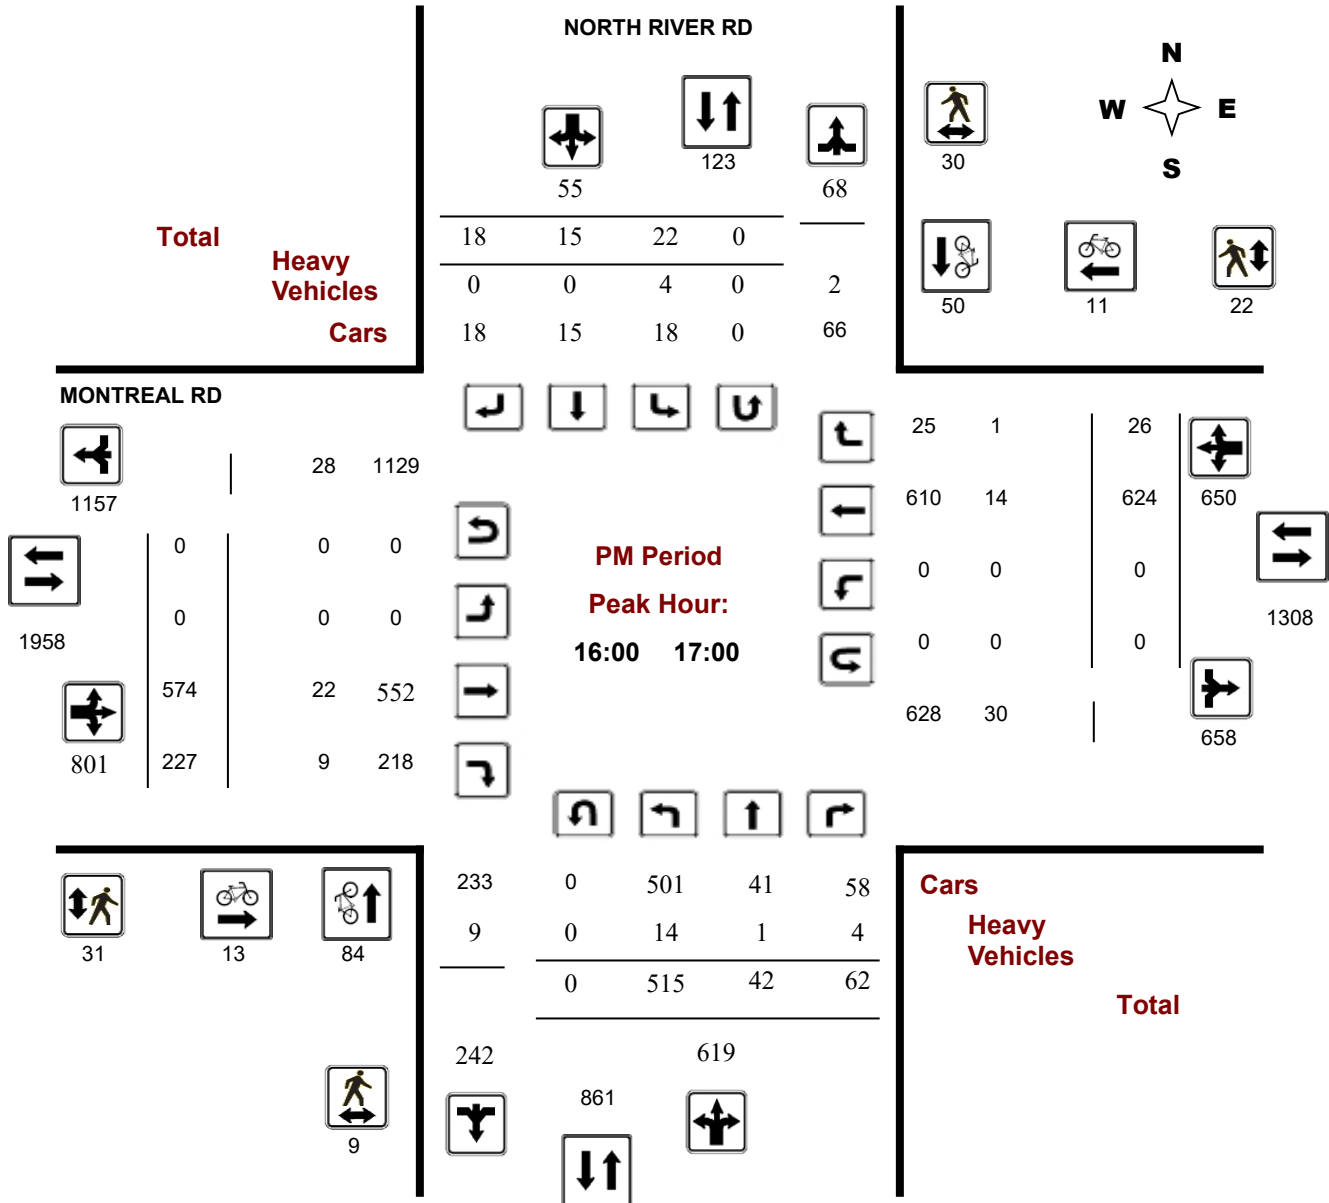 NORTH RIVER RD
N
W E
S
123
30
55
68
Total
18 15 22 0
Heavy
Vehicles
0 0 4 0 2
50 11 22
Cars
18 15 18 0 66
MONTREAL RD
25 1 26
28 1129
1157
610 14 624 650
0 0 0
PM Period
0 0 0
Peak Hour:
0 0 0
1308
1958
16:00 17:00
0 0 0
574 22 552
628 30
658
801 227 9 218
233 0 501 41 58
Cars
9 0 14 1 4
Heavy
Vehicles
31 13 84
0 515 42 62
Total
242 619
861
9